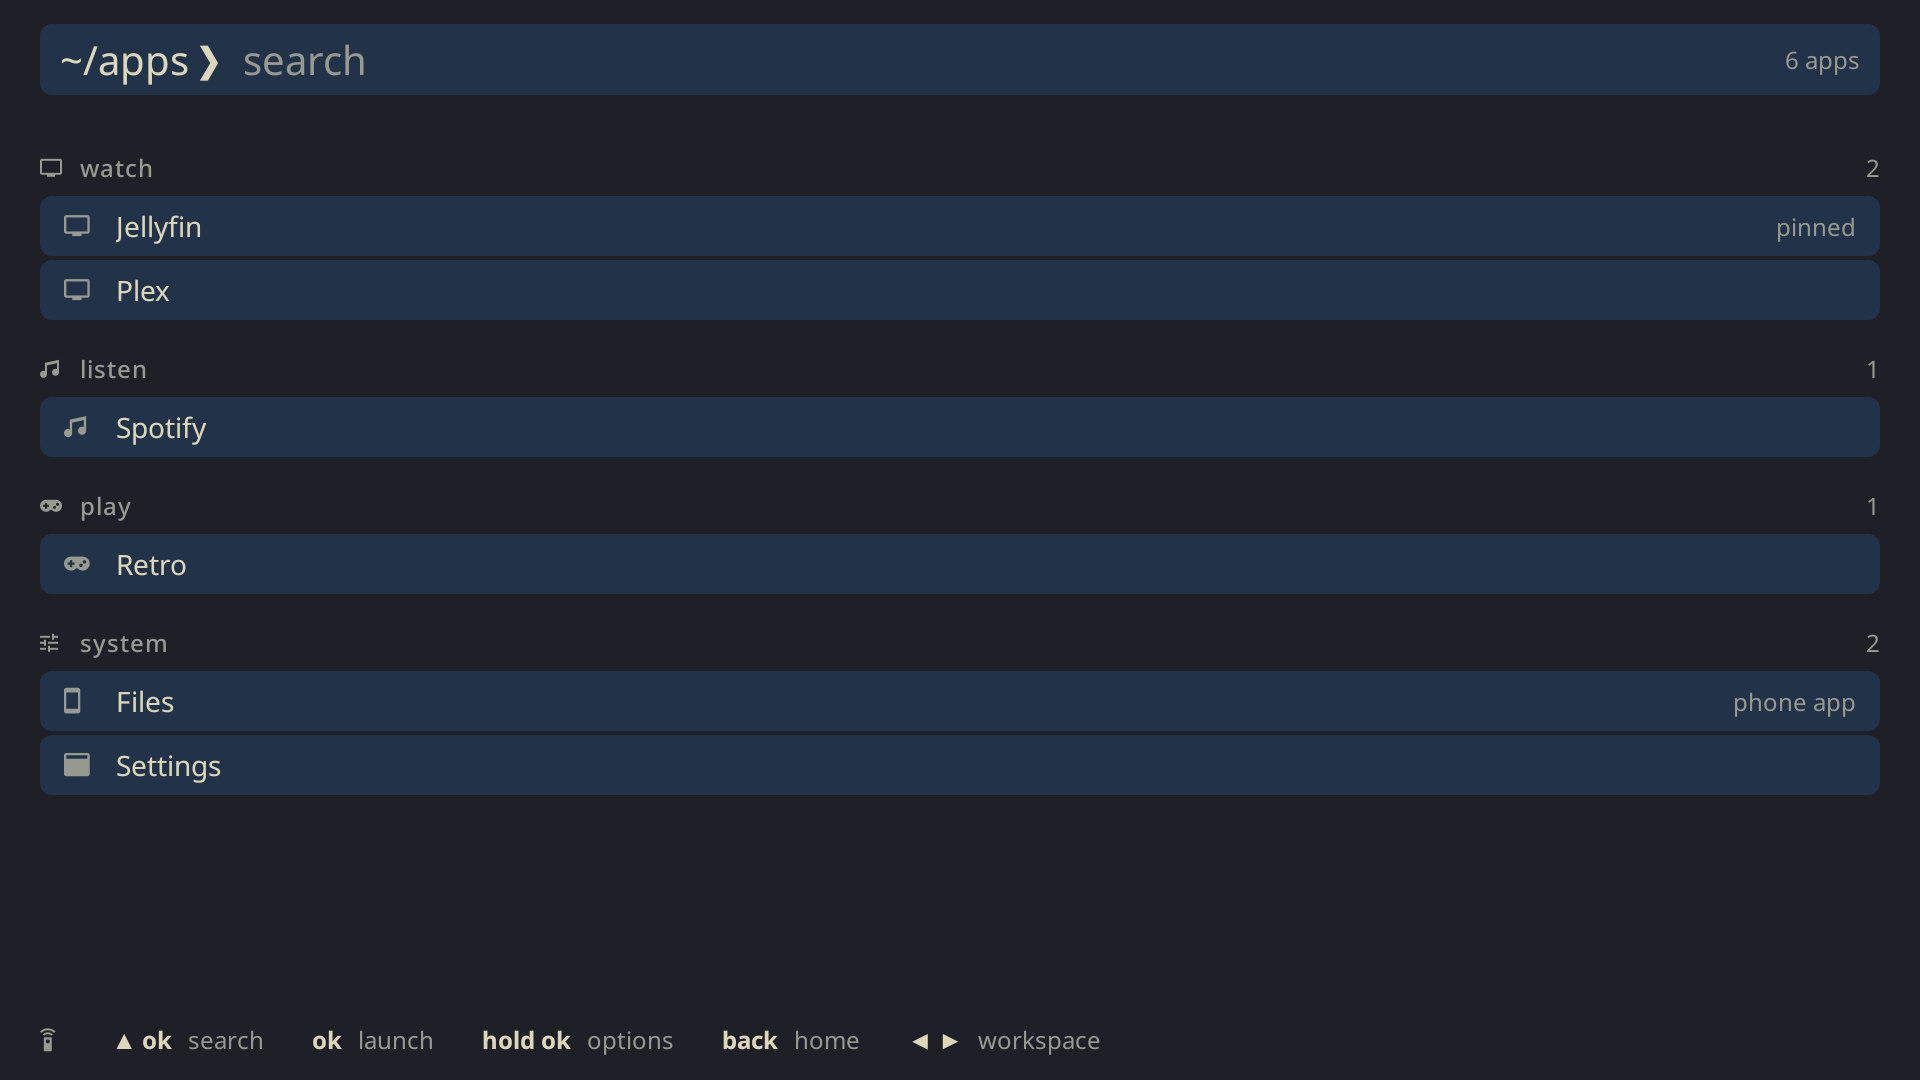 ~/apps ❯ search 6 apps
watch 2
Jellyfin pinned
Plex
listen 1
Spotify
play 1
Retro
system 2
Files phone app
Settings
▲ ok search ok launch hold ok options back home ◀ ▶ workspace